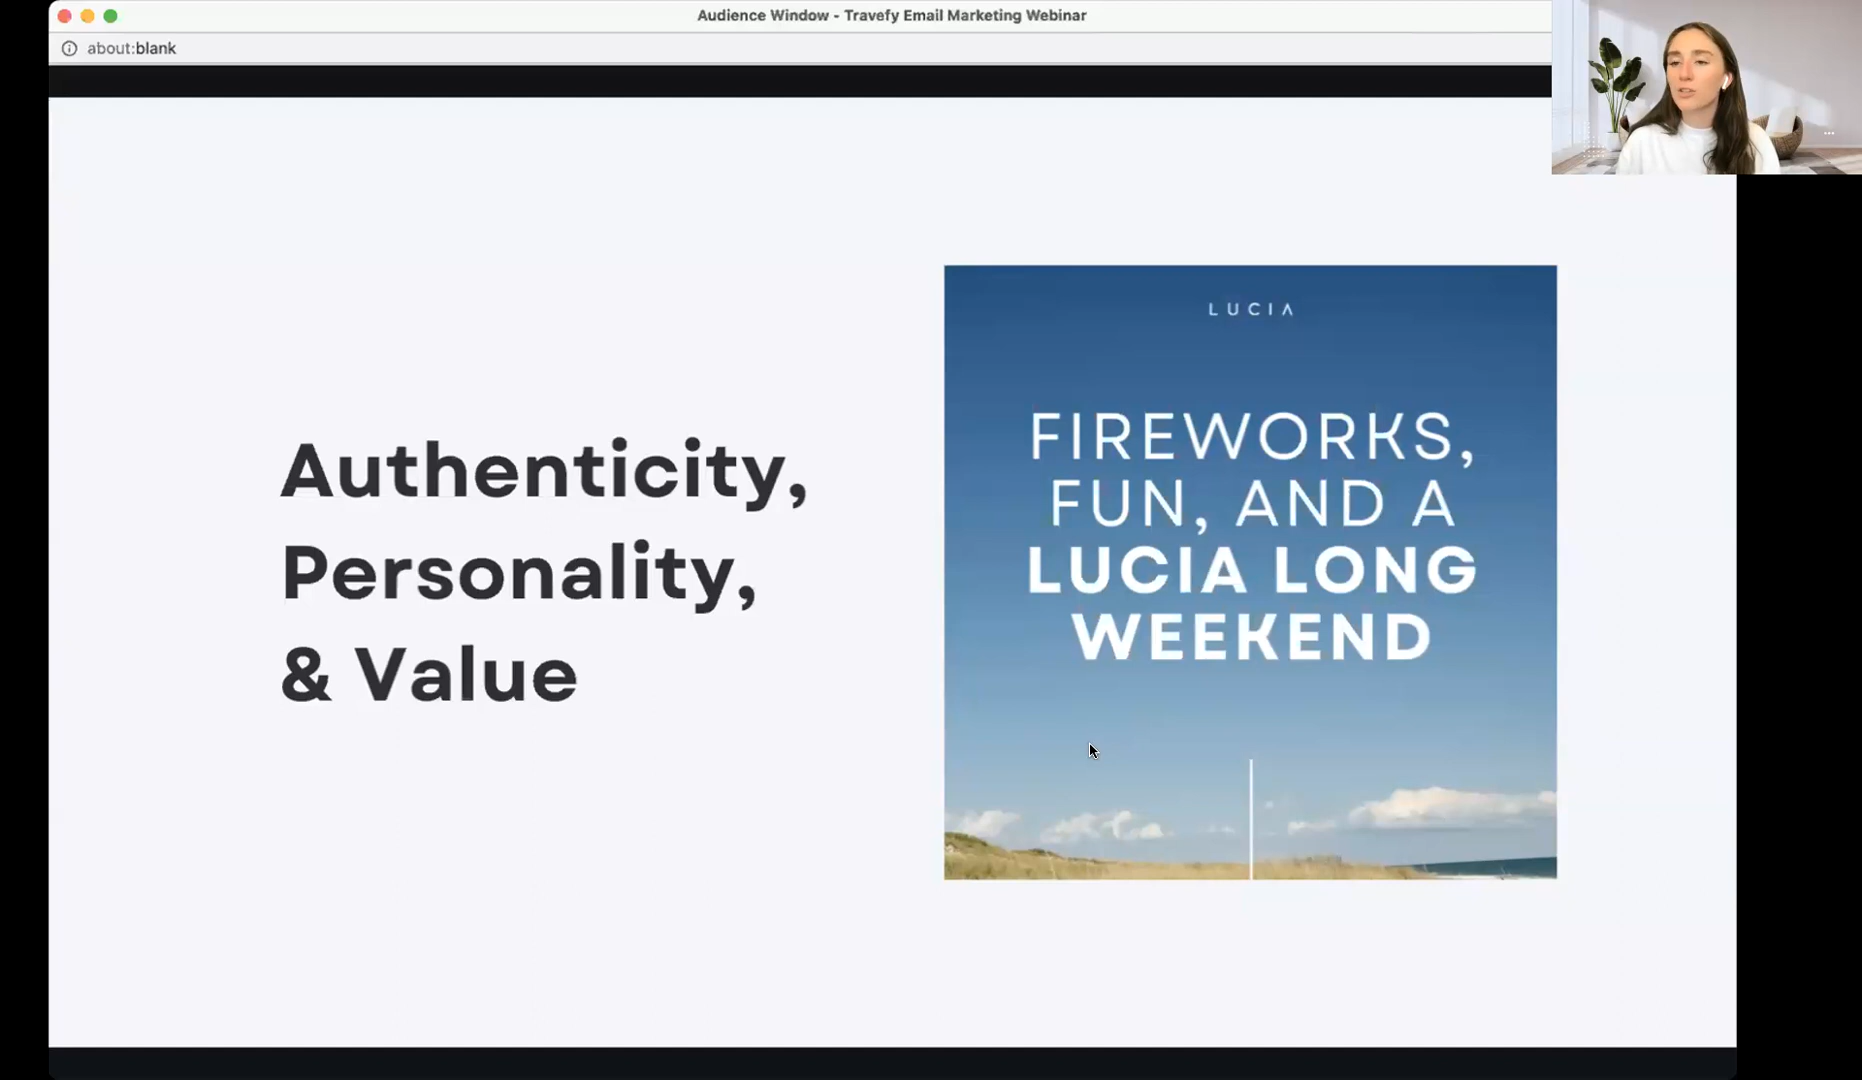 Audience Window - Travefy Email Marketing Webinar
about:blank
Authenticity,
Personality,
& Value
LUCIA
FIREWORKS,
FUN, AND A
LUCIA LONG
WEEKEND